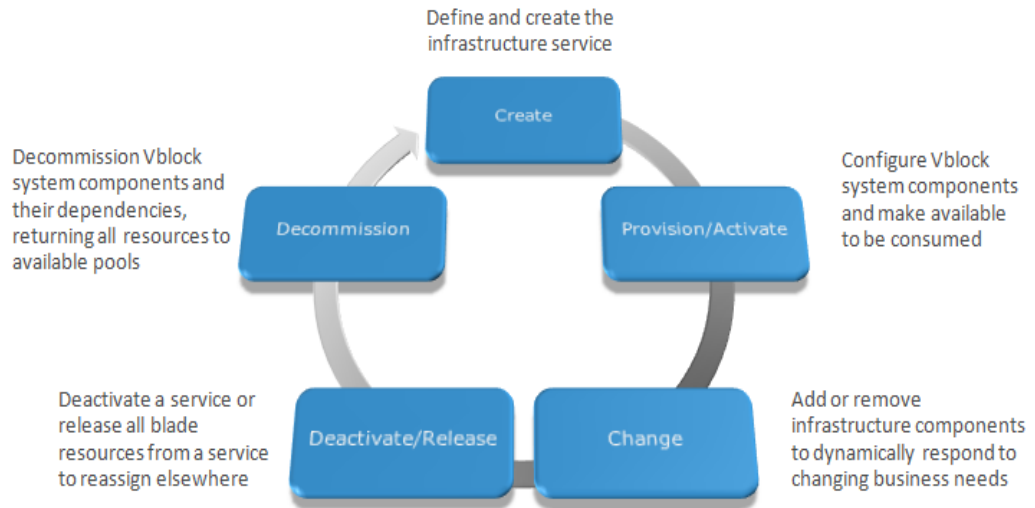 Define and create the
infrastructure service
Create
Configure Vblock
system components
and make available
to be consumed
Provision/Activate
Add or remove
infrastructure components
to dynamically respond to
changing business needs
Change
Deactivate a service or
release all blade
resources from a service
to reassign elsewhere
Deactivate/Release
Decommission Vblock
system components and
their dependencies,
returning all resources to
available pools
Decommission